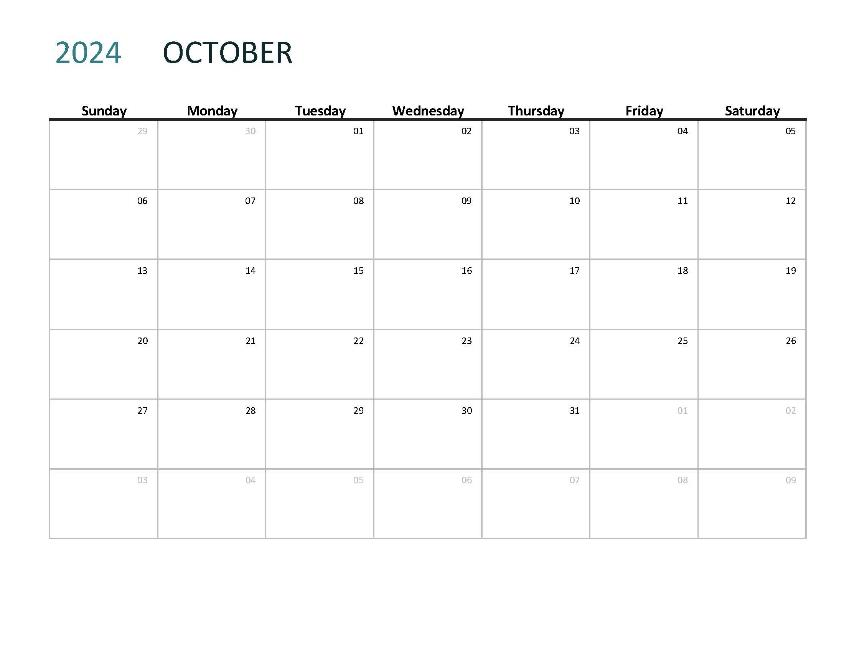 2024 OCTOBER
Sunday Monday Tuesday Wednesday Thursday Friday Saturday
29 30 01 02 03 04 05
06 07 08 09 10 11 12
13 14 15 16 17 18 19
20 21 22 23 24 25 26
27 28 29 30 31 01 02
03 04 05 06 07 08 09